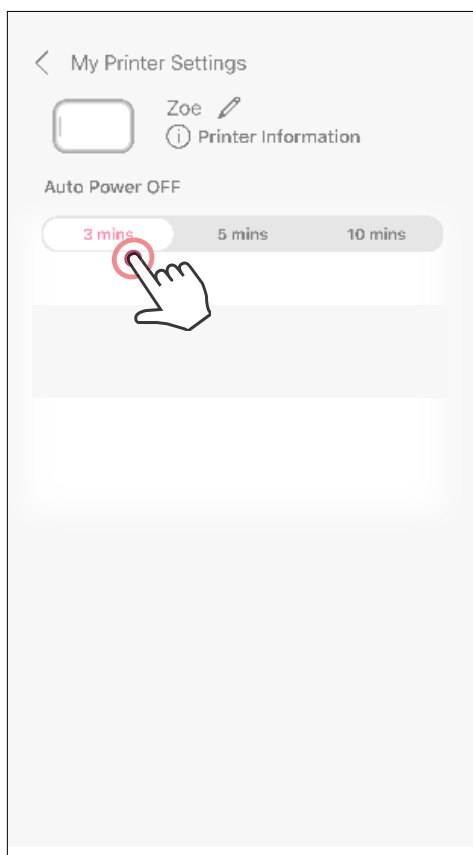 My Printer Settings
Zoe
Printer Information
Auto Power OFF
3 mins 5 mins 10 mins